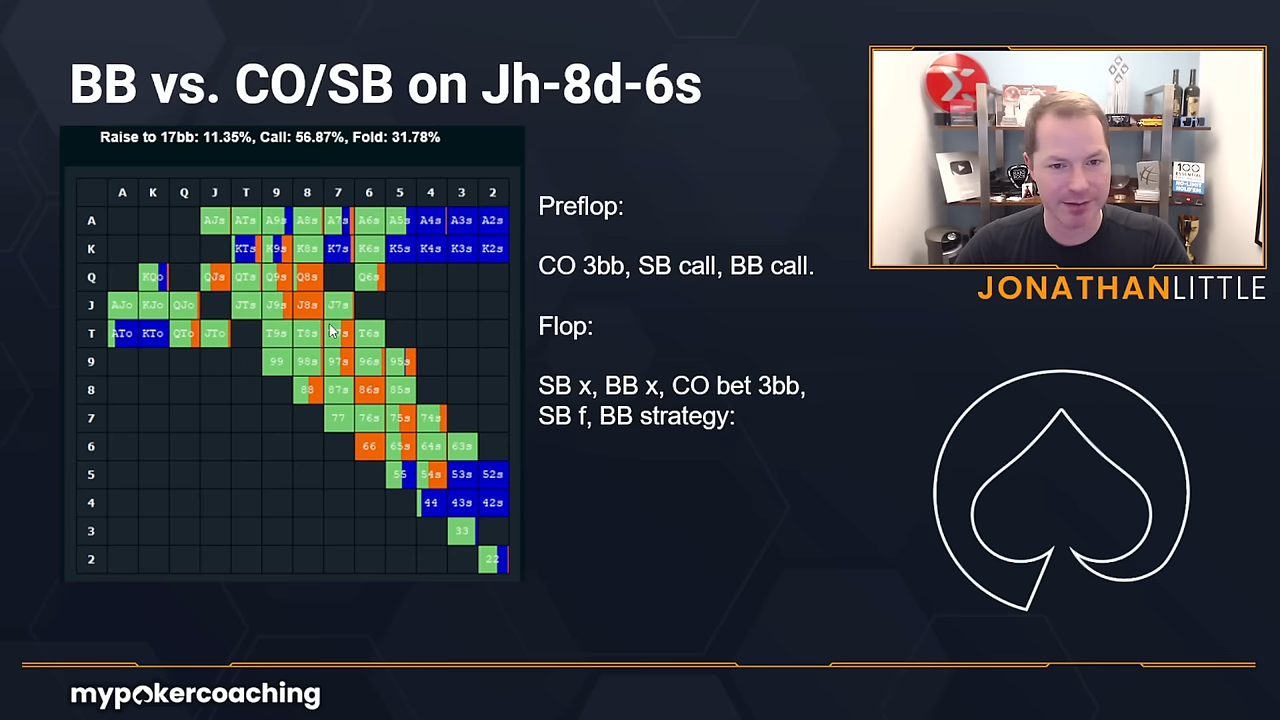 BB vs. CO/SB on Jh-8d-6s
Raise to 17bb: 11.35%, Call: 56.87%, Fold: 31.78%
A K Q J T 9 8 7 6 5 4 3 2
A AJs ATs A9s A8s A7s A6s A5s A4s A3s A2s
K KTs K9s K8s K7s K6s K5s K4s K3s K2s
Q KQo QJs QTs Q9s Q8s Q6s
J AJo KJo QJo JTs J9s J8s J7s
T ATo KTo QTo JTo T9s T8s T6s
9 99 98s 97s 96s 95s
8 88 87s 86s 85s
7 77 76s 75s 74s
6 66 65s 64s 63s
5 55 54s 53s 52s
4 44 43s 42s
3 33
2 22
Preflop:
CO 3bb, SB call, BB call.
Flop:
SB x, BB x, CO bet 3bb,
SB f, BB strategy:
JONATHANLITTLE
100
ESSENTIAL
NO-LIMIT
HOLD'EM
mypokercoaching